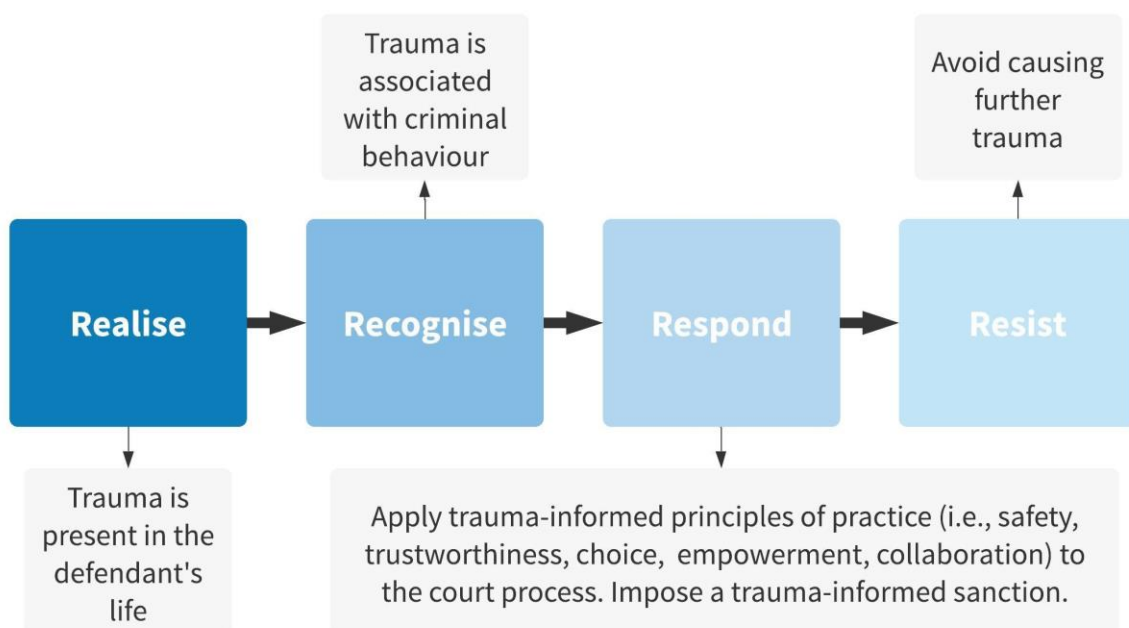 Trauma is
associated
with criminal
behaviour
Avoid causing
further
trauma
Realise
Recognise
Respond
Resist
Trauma is
present in the
defendant's
life
Apply trauma-informed principles of practice (i.e., safety,
trustworthiness, choice, empowerment, collaboration) to
the court process. Impose a trauma-informed sanction.